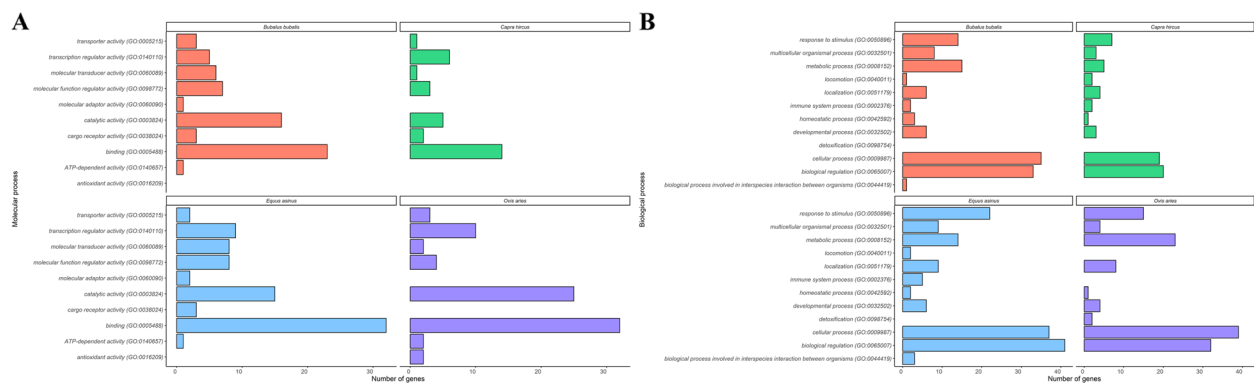 A
Bubalus bubalis
Capra hircus
transporter activity (GO:0005215)
transcription regulator activity (GO:0140110)
molecular transducer activity (GO:0060089)
molecular function regulator activity (GO:0098772)
molecular adaptor activity (GO:0060090)
catalytic activity (GO:0003824)
cargo receptor activity (GO:0038024)
binding (GO:0005488)
ATP-dependent activity (GO:0140657)
antioxidant activity (GO:0016209)
Molecular process
Equus asinus
Ovis aries
transporter activity (GO:0005215)
transcription regulator activity (GO:0140110)
molecular transducer activity (GO:0060089)
molecular function regulator activity (GO:0098772)
molecular adaptor activity (GO:0060090)
catalytic activity (GO:0003824)
cargo receptor activity (GO:0038024)
binding (GO:0005488)
ATP-dependent activity (GO:0140657)
antioxidant activity (GO:0016209)
0 10 20 30 0 10 20 30
Number of genes
B
Bubalus bubalis
Capra hircus
response to stimulus (GO:0050896)
multicellular organismal process (GO:0032501)
metabolic process (GO:0008152)
locomotion (GO:0040011)
localization (GO:0051179)
immune system process (GO:0002376)
homeostatic process (GO:0042592)
developmental process (GO:0032502)
detoxification (GO:0098754)
cellular process (GO:0009987)
biological regulation (GO:0065007)
biological process involved in interspecies interaction between organisms (GO:0044419)
Biological process
Equus asinus
Ovis aries
response to stimulus (GO:0050896)
multicellular organismal process (GO:0032501)
metabolic process (GO:0008152)
locomotion (GO:0040011)
localization (GO:0051179)
immune system process (GO:0002376)
homeostatic process (GO:0042592)
developmental process (GO:0032502)
detoxification (GO:0098754)
cellular process (GO:0009987)
biological regulation (GO:0065007)
biological process involved in interspecies interaction between organisms (GO:0044419)
0 10 20 30 40 0 10 20 30 40
Number of genes